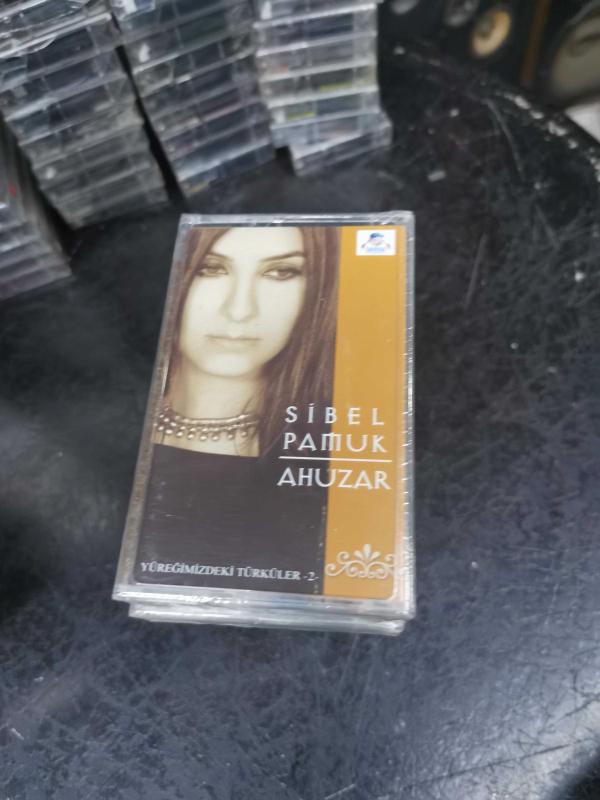 SİBEL
PAMUK
AHUZAR
YÜREĞİMİZDEKİ TÜRKÜLER -2-